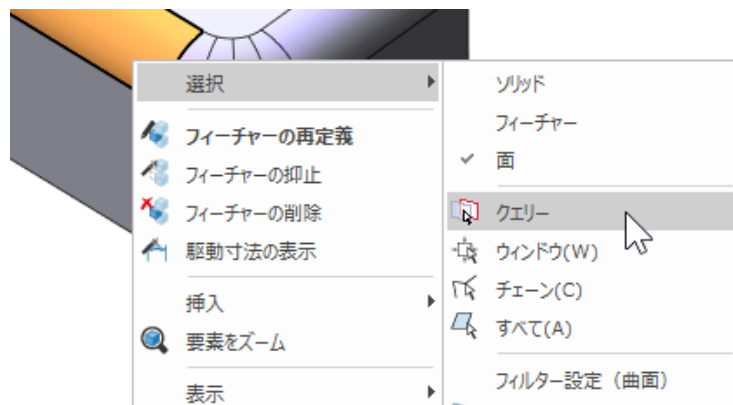 選択
フィーチャーの再定義
フィーチャーの抑止
フィーチャーの削除
駆動寸法の表示
挿入
要素をズーム
表示
ソリッド
フィーチャー
面
クエリー
ウィンドウ(W)
チェーン(C)
すべて(A)
フィルター設定（曲面）